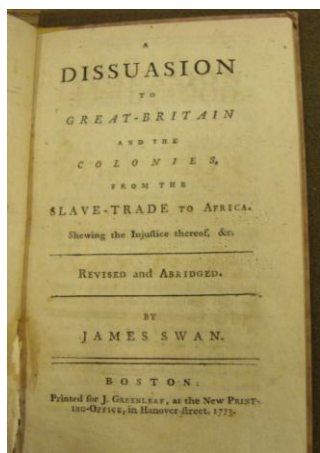 A
DISSUASION
TO
GREAT-BRITAIN
AND THE
COLONIES,
FROM THE
SLAVE-TRADE TO AFRICA.
Shewing the Injustice thereof, &c.
REVISED and ABRIDGED.
BY
JAMES SWAN.
BOSTON:
Printed for J. GREENLEAF, at the New PRINT-
ING-OFFICE, in Hanover-street. 1773.